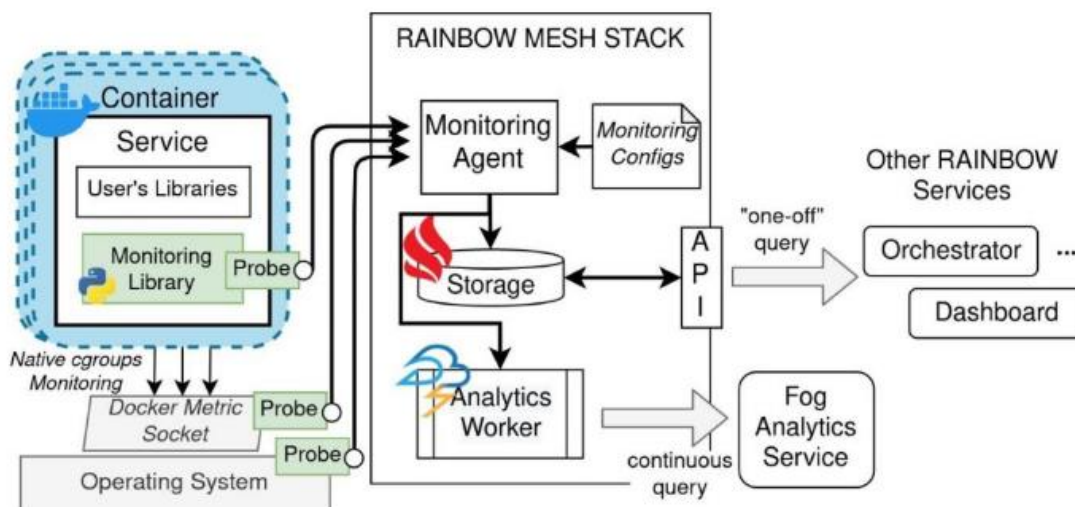 RAINBOW MESH STACK
Container
Service
User's Libraries
Monitoring
Library
Probe
Native cgroups
Monitoring
Docker Metric
Socket
Probe
Probe
Operating System
Monitoring
Agent
Monitoring
Configs
Storage
Analytics
Worker
A
P
I
"one-off"
query
continuous
query
Other RAINBOW
Services
Orchestrator
...
Dashboard
Fog
Analytics
Service